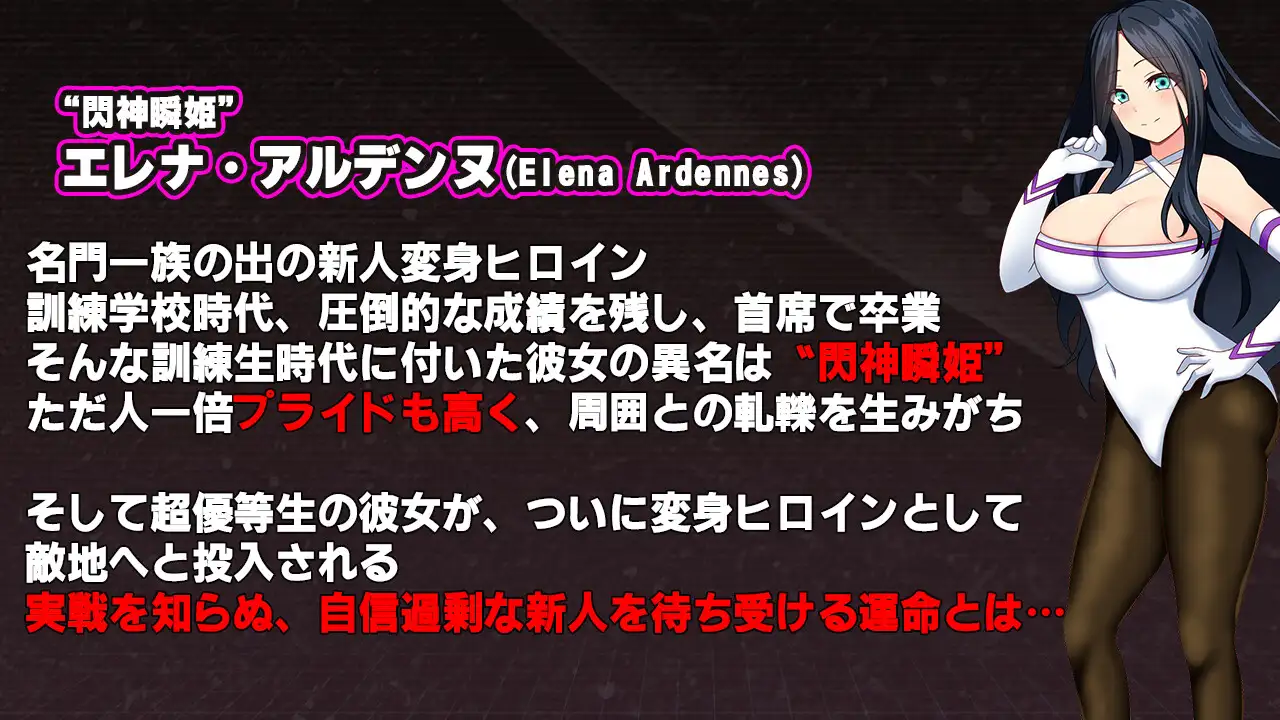 “閃神瞬姫”
エレナ・アルデンヌ(Elena Ardennes)
名門一族の出の新人変身ヒロイン
訓練学校時代、圧倒的な成績を残し、首席で卒業
そんな訓練生時代に付いた彼女の異名は〝閃神瞬姫”
ただ人一倍プライドも高く、周囲との軋轢を生みがち
そして超優等生の彼女が、ついに変身ヒロインとして
敵地へと投入される
実戦を知らぬ、自信過剰な新人を待ち受ける運命とは…